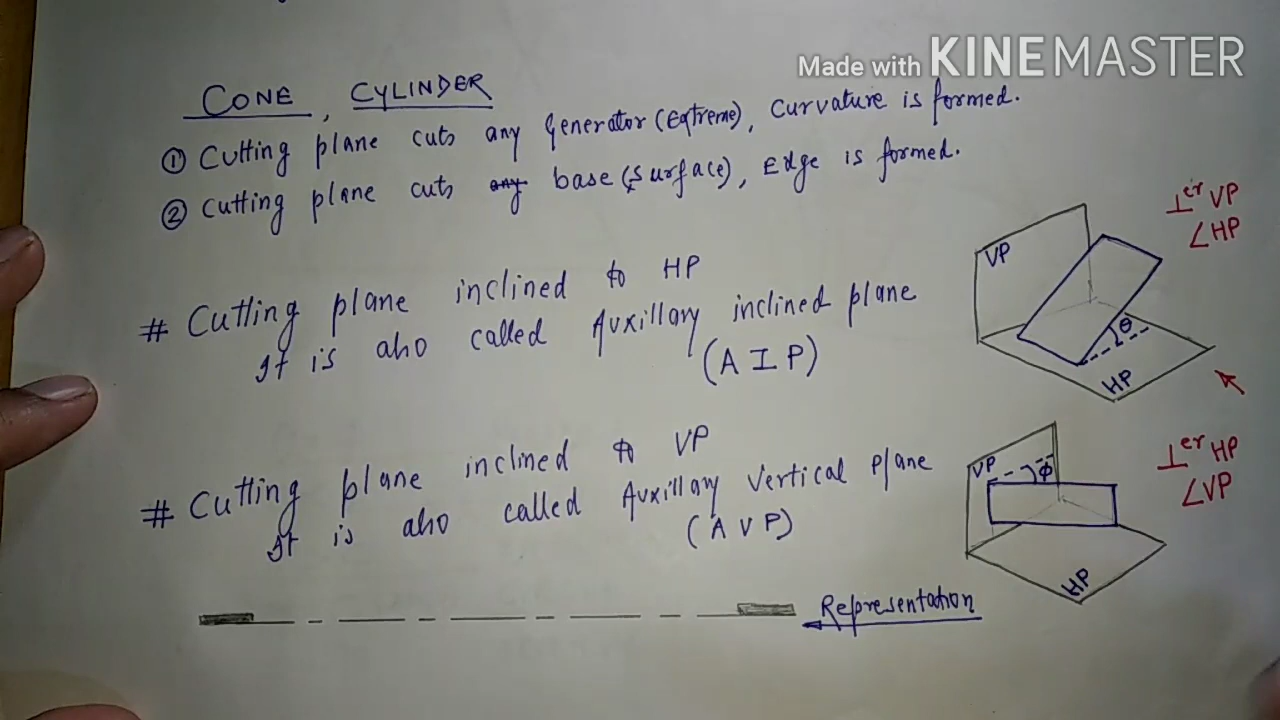 Made with KINEMASTER
CONE, CYLINDER
① Cutting plane cuts any Generator (Extreme), Curvature is formed.
② Cutting plane cuts any base (Surface), Edge is formed.
# Cutting plane inclined to HP
It is also called Auxillary inclined plane
(A I P)
VP
θ
HP
⊥er VP
∠HP
# Cutting plane inclined to VP
It is also called Auxillary Vertical Plane
(A V P)
VP
ϕ
HP
⊥er HP
∠VP
Representation